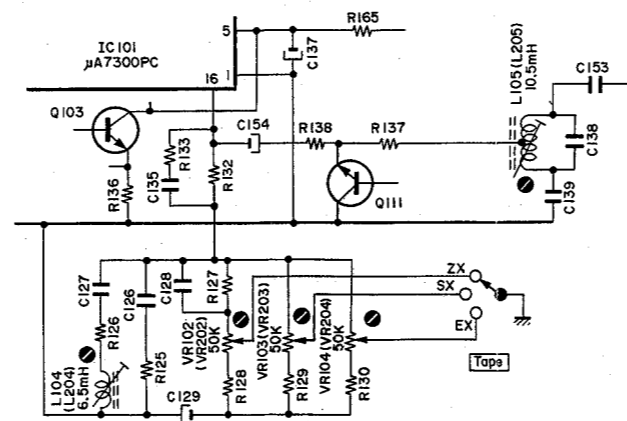 IC101
μA7300PC
5
1
16
R165
C137
Q103
C154
R138
R137
L105 (L205)
10.5mH
C153
C138
C139
R133
C135
R132
R136
Q111
C127
R126
C126
R125
C128
R127
VR102
(VR202)
50K
R128
VR103 (VR203)
50K
R129
VR104 (VR204)
50K
R130
L104
(L204)
6.5mH
C129
ZX
SX
EX
Tape